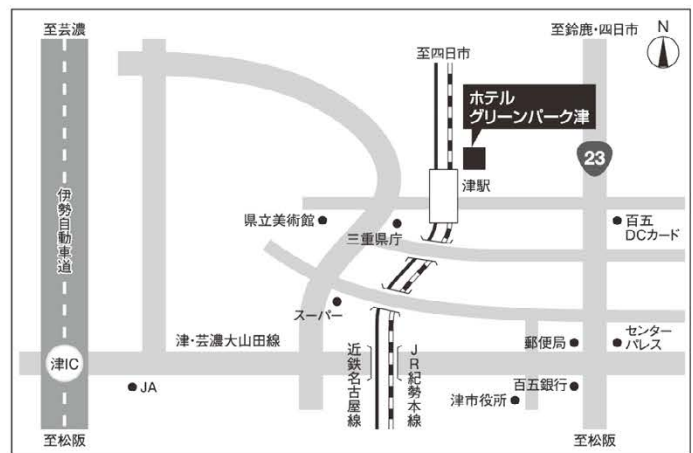 至芸濃
至鈴鹿・四日市
N
至四日市
ホテル
グリーンパーク津
23
津駅
伊勢自動車道
県立美術館
三重県庁
百五
DCカード
スーパー
津・芸濃大山田線
近鉄名古屋線
JR紀勢本線
郵便局
センター
パレス
津IC
JA
百五銀行
津市役所
至松阪
至松阪